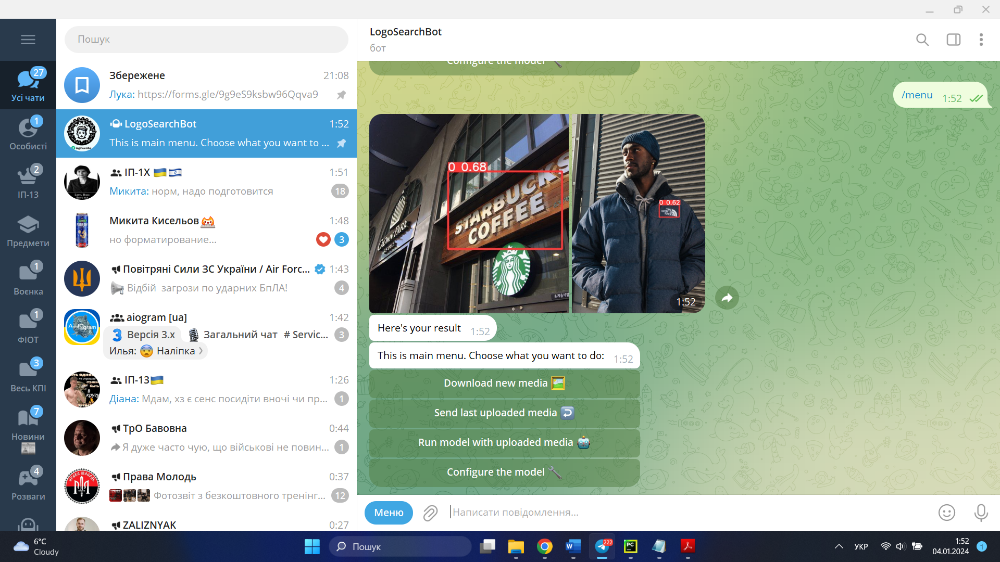 Пошук
27
Усі чати
1
Особисті
2
ІП-13
Предмети
1
Воєнка
1
ФІОТ
3
Весь КПІ
7
Новини
4
Розваги
Збережене
21:08
Лука: https://forms.gle/9g9eS9ksbw96Qqva9
LogoSearchBot
1:52
This is main menu. Choose what you want to ...
ІП-1Х
1:51
Микита: норм, надо подготовится
18
Микита Кисельов
1:48
но форматирование...
3
Повітряні Сили ЗС України / Air Forc...
1:43
Відбій загрози по ударних БпЛА!
4
aiogram [ua]
1:42
Версія 3.x
Загальний чат
# Servic...
3
Илья: Наліпка
ІП-13
1:26
Діана: Мдам, хз є сенс посидіти вночі чи пр...
1
ТрО Бавовна
0:44
Я дуже часто чую, що військові не повин...
1
Права Молодь
0:37
Фотозвіт з безкоштовного тренінг...
12
ZALIZNYAK
0:27
LogoSearchBot
бот
Configure the model
/menu
1:52
0 0.68
STARBUCKS
COFFEE
CROWN PARK
SEOUL
0 0.62
THE
NORTH
FACE
1:52
Here's your result
1:52
This is main menu. Choose what you want to do:
1:52
Download new media
Send last uploaded media
Run model with uploaded media
Configure the model
Меню
Написати повідомлення...
6°C
Cloudy
Пошук
222
PC
УКР
1:52
04.01.2024
1